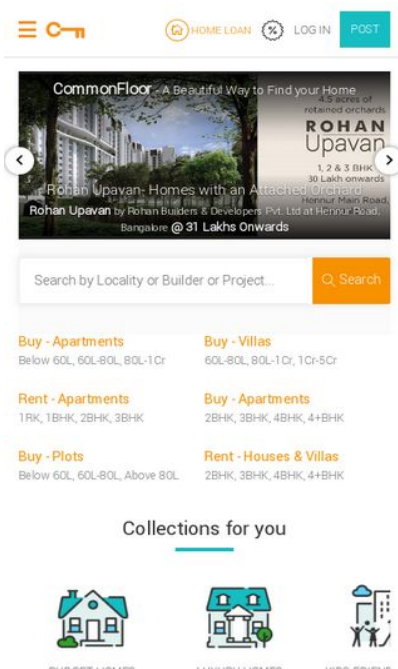 HOME LOAN
LOG IN
POST
CommonFloor - A Beautiful Way to Find your Home
4.5 acres of
retained orchards
ROHAN
Upavan
1, 2 & 3 BHK
30 Lakh onwards
Hennur Main Road,
Rohan Upavan- Homes with an Attached Orchard
Rohan Upavan by Rohan Builders & Developers Pvt. Ltd at Hennur Road,
Bangalore @ 31 Lakhs Onwards
Search by Locality or Builder or Project...
Search
Buy - Apartments
Below 60L, 60L-80L, 80L-1Cr
Buy - Villas
60L-80L, 80L-1Cr, 1Cr-5Cr
Rent - Apartments
1RK, 1BHK, 2BHK, 3BHK
Buy - Apartments
2BHK, 3BHK, 4BHK, 4+BHK
Buy - Plots
Below 60L, 60L-80L, Above 80L
Rent - Houses & Villas
2BHK, 3BHK, 4BHK, 4+BHK
Collections for you